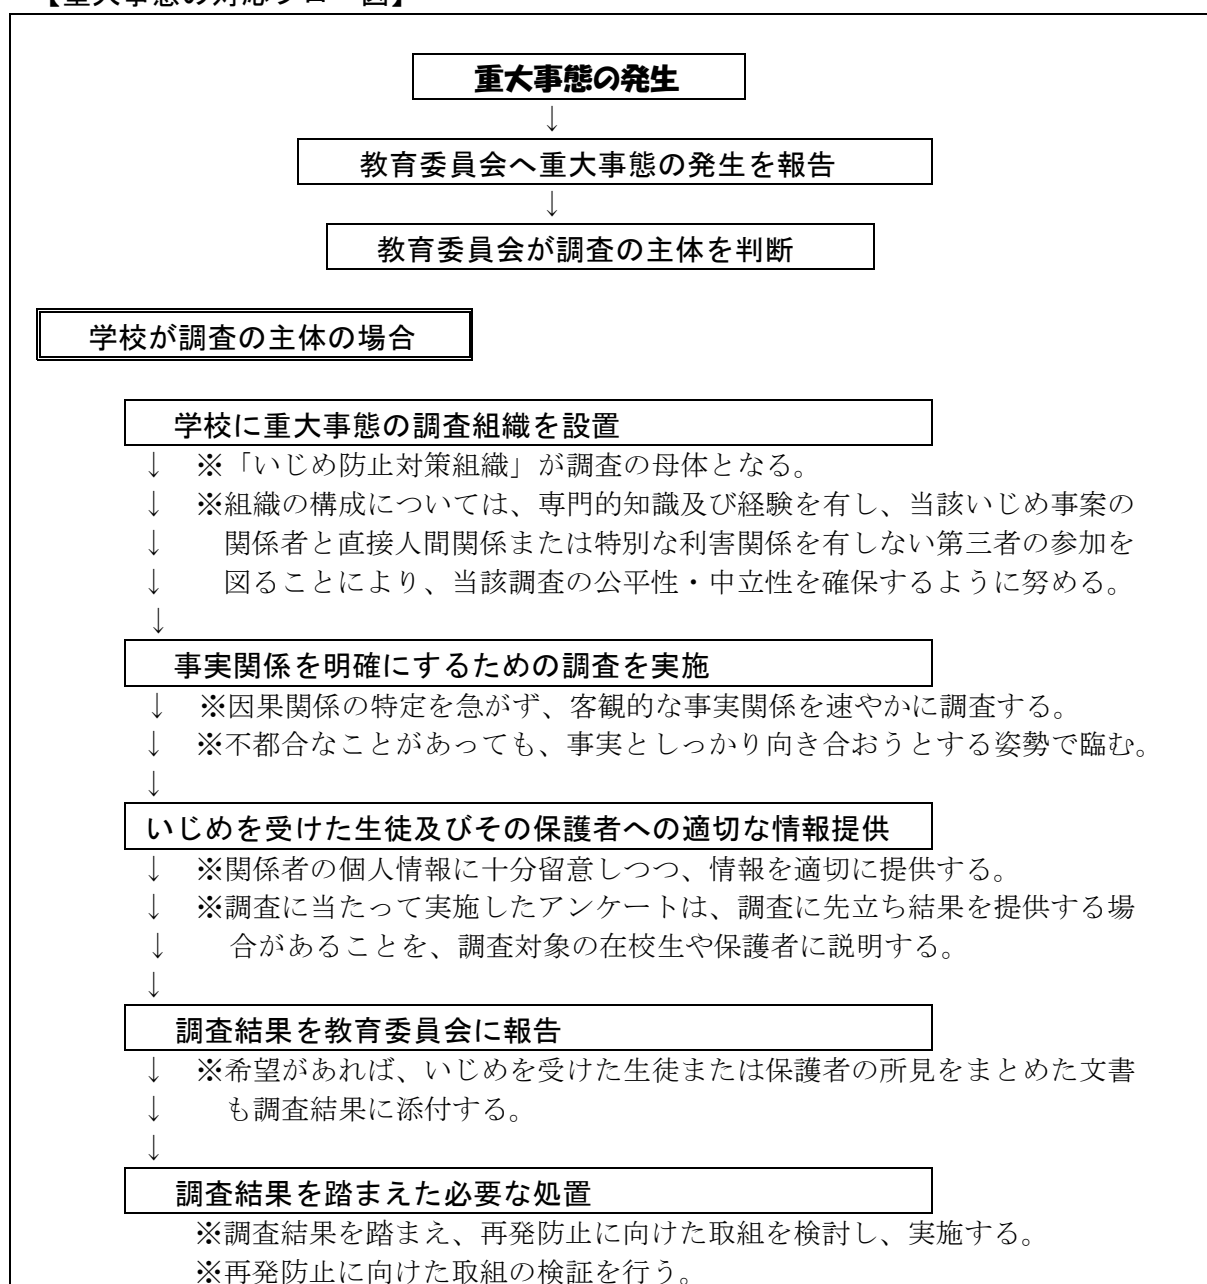 【重大事態の対応フロー図】
重大事態の発生
↓
教育委員会へ重大事態の発生を報告
↓
教育委員会が調査の主体を判断
学校が調査の主体の場合
学校に重大事態の調査組織を設置
↓ ※「いじめ防止対策組織」が調査の母体となる。
↓ ※組織の構成については、専門的知識及び経験を有し、当該いじめ事案の
↓ 関係者と直接人間関係または特別な利害関係を有しない第三者の参加を
↓ 図ることにより、当該調査の公平性・中立性を確保するように努める。
↓
事実関係を明確にするための調査を実施
↓ ※因果関係の特定を急がず、客観的な事実関係を速やかに調査する。
↓ ※不都合なことがあっても、事実としっかり向き合おうとする姿勢で臨む。
↓
いじめを受けた生徒及びその保護者への適切な情報提供
↓ ※関係者の個人情報に十分留意しつつ、情報を適切に提供する。
↓ ※調査に当たって実施したアンケートは、調査に先立ち結果を提供する場
↓ 合があることを、調査対象の在校生や保護者に説明する。
↓
調査結果を教育委員会に報告
↓ ※希望があれば、いじめを受けた生徒または保護者の所見をまとめた文書
↓ も調査結果に添付する。
↓
調査結果を踏まえた必要な処置
※調査結果を踏まえ、再発防止に向けた取組を検討し、実施する。
※再発防止に向けた取組の検証を行う。